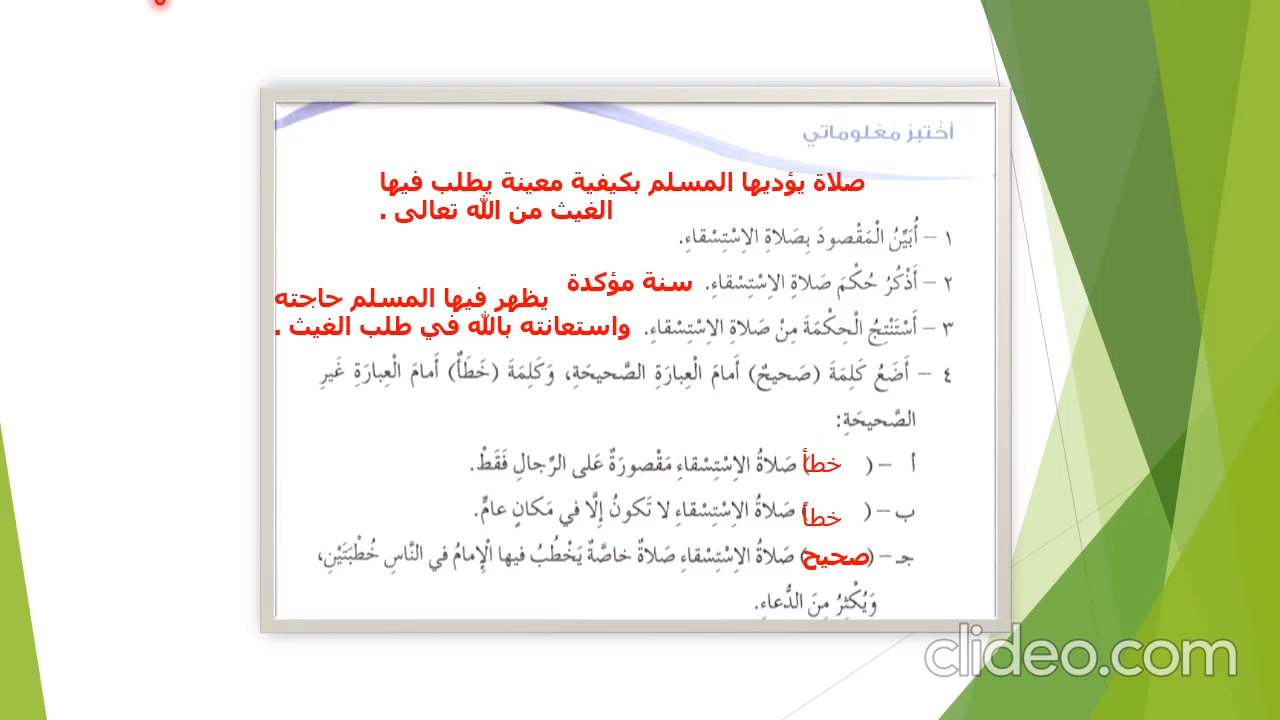 أَخْتَبِرُ مَعْلوماتي
صلاة يؤديها المسلم بكيفية معينة يطلب فيها
الغيث من الله تعالى .
١ - أُبَيِّنُ الْمَقْصودَ بِصَلاةِ الاِسْتِسْقاءِ.
٢ - أَذْكُرُ حُكْمَ صَلاةِ الاِسْتِسْقاءِ. سنة مؤكدة
يظهر فيها المسلم حاجته
٣ - أَسْتَنْتِجُ الْحِكْمَةَ مِنْ صَلاةِ الاِسْتِسْقاءِ. واستعانته بالله في طلب الغيث .
٤ - أَضَعُ كَلِمَةَ (صَحيحٌ) أَمامَ الْعِبارَةِ الصَّحيحَةِ، وَكَلِمَةَ (خَطَأٌ) أَمامَ الْعِبارَةِ غَيرِ
الصَّحيحَةِ:
أ - ( خطأ ) صَلاةُ الاِسْتِسْقاءِ مَقْصورَةٌ عَلى الرِّجالِ فَقَطْ.
ب - ( خطأ ) صَلاةُ الاِسْتِسْقاءِ لا تَكونُ إِلَّا في مَكانٍ عامٍّ.
جـ - ( صحيح ) صَلاةُ الاِسْتِسْقاءِ صَلاةٌ خاصَّةٌ يَخْطُبُ فيها الْإِمامُ في النَّاسِ خُطْبَتَيْنِ،
وَيُكْثِرُ مِنَ الدُّعاءِ.
clideo.com